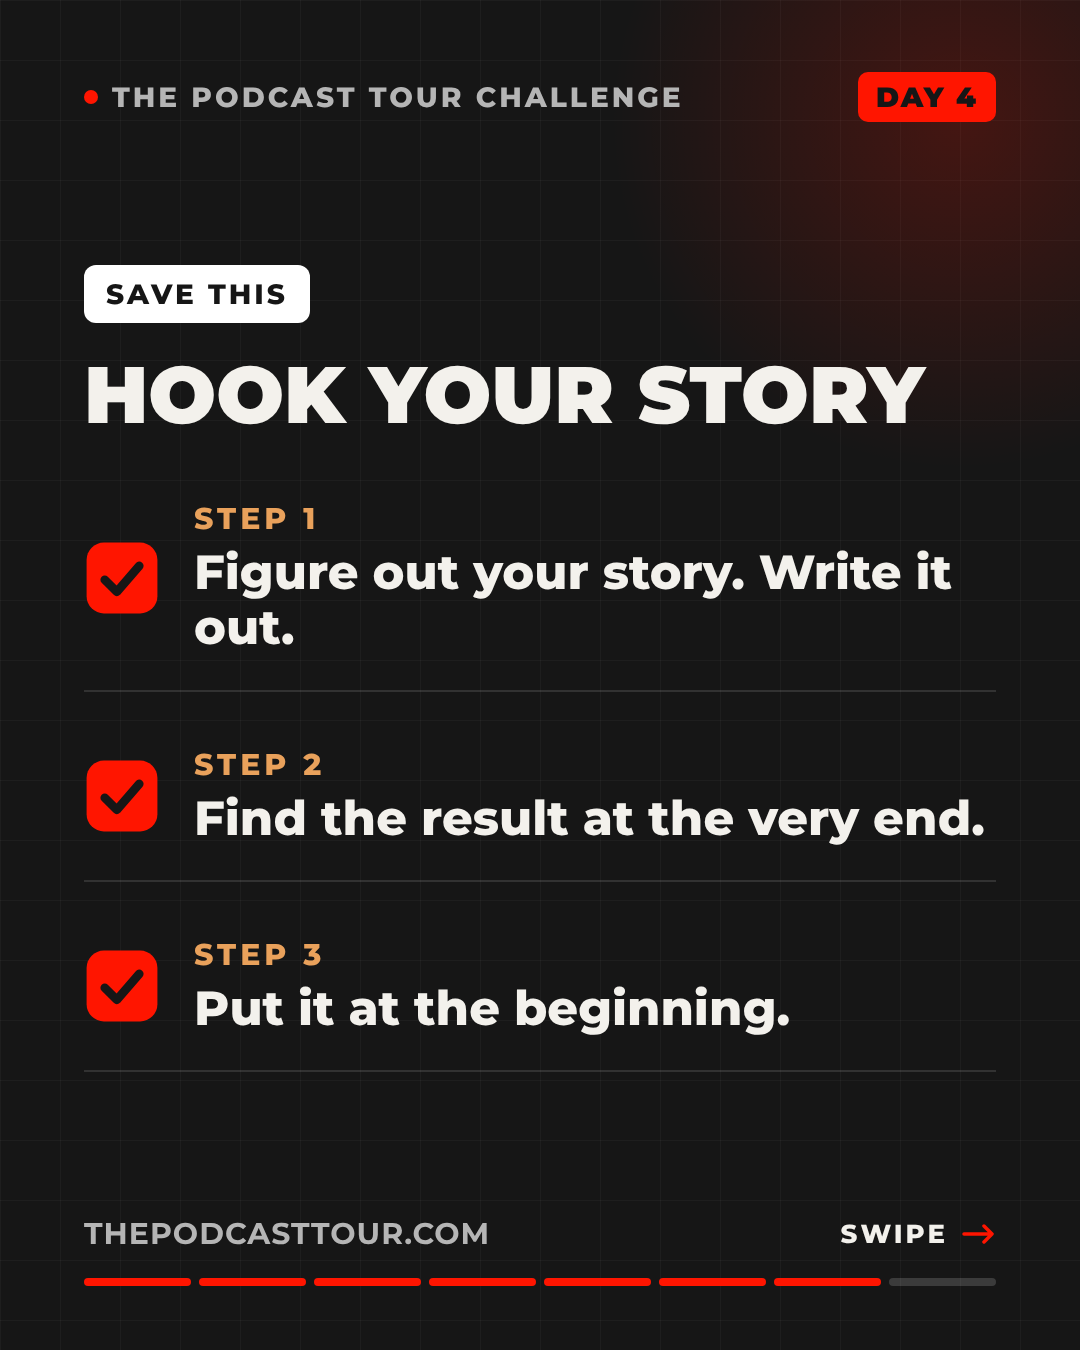 THE PODCAST TOUR CHALLENGE
DAY 4
SAVE THIS
HOOK YOUR STORY
STEP 1
Figure out your story. Write it
out.
STEP 2
Find the result at the very end.
STEP 3
Put it at the beginning.
THEPODCASTTOUR.COM
SWIPE →